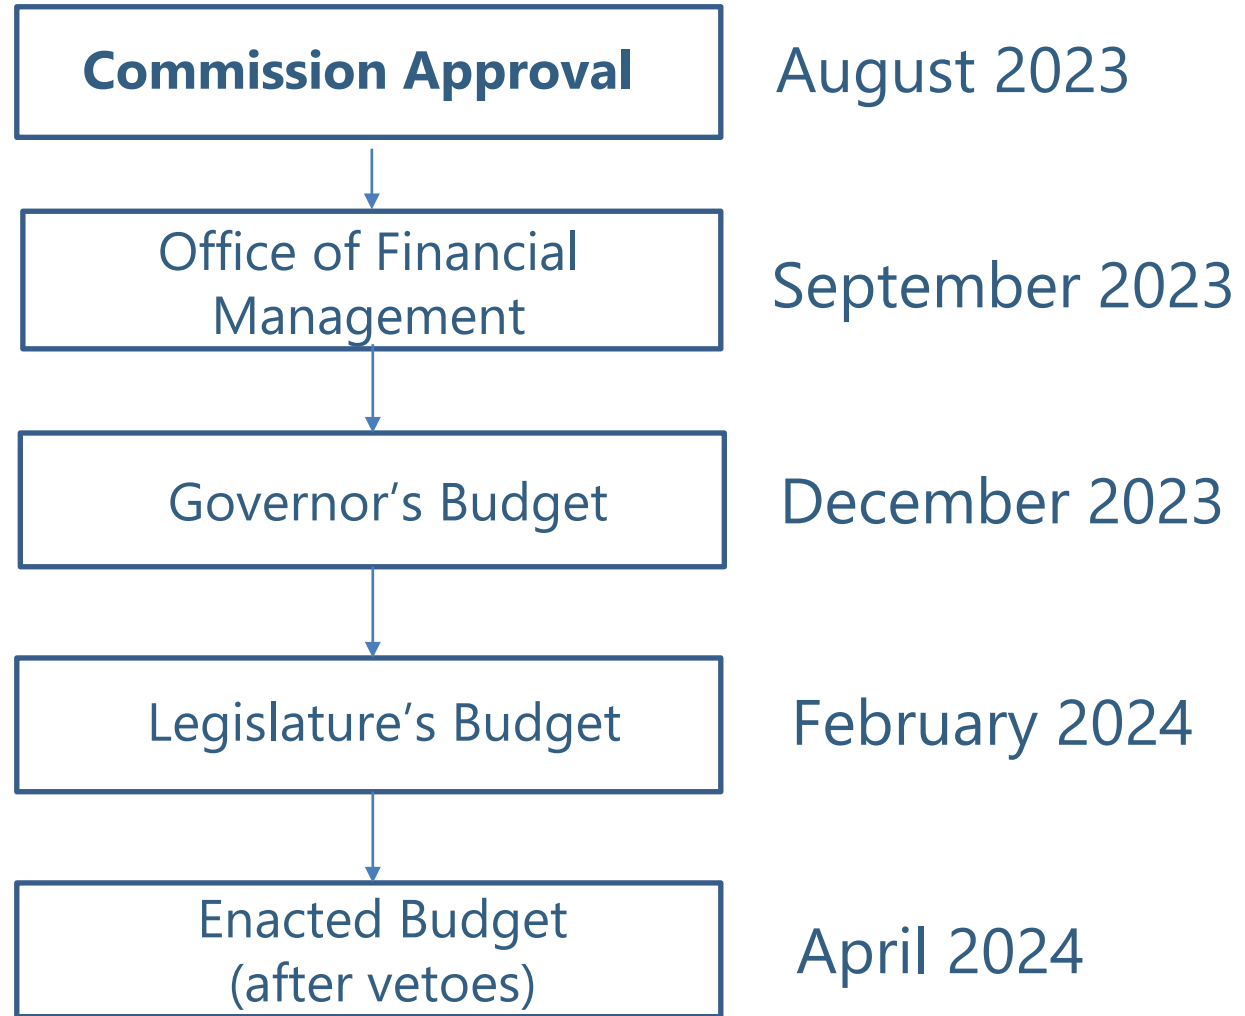 Commission Approval
August 2023
Office of Financial
Management
September 2023
Governor’s Budget
December 2023
Legislature’s Budget
February 2024
Enacted Budget
(after vetoes)
April 2024